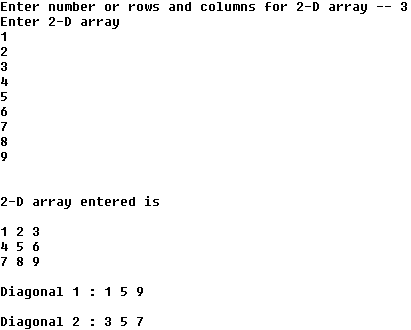 Enter number or rows and columns for 2-D array -- 3
Enter 2-D array
1
2
3
4
5
6
7
8
9
2-D array entered is
1 2 3
4 5 6
7 8 9
Diagonal 1 : 1 5 9
Diagonal 2 : 3 5 7